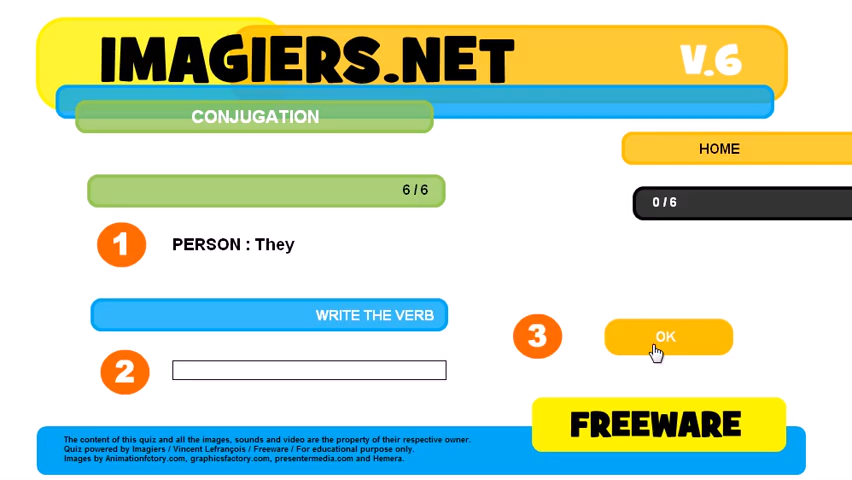 IMAGIERS.NET
V.6
CONJUGATION
HOME
6 / 6
0 / 6
1
PERSON : They
WRITE THE VERB
3
OK
2
FREEWARE
The content of this quiz and all the images, sounds and video are the property of their respective owner.
Quiz powered by Imagiers / Vincent Lefrançois / Freeware / For educational purpose only.
Images by Animationfctory.com, graphicsfactory.com, presentermedia.com and Hemera.